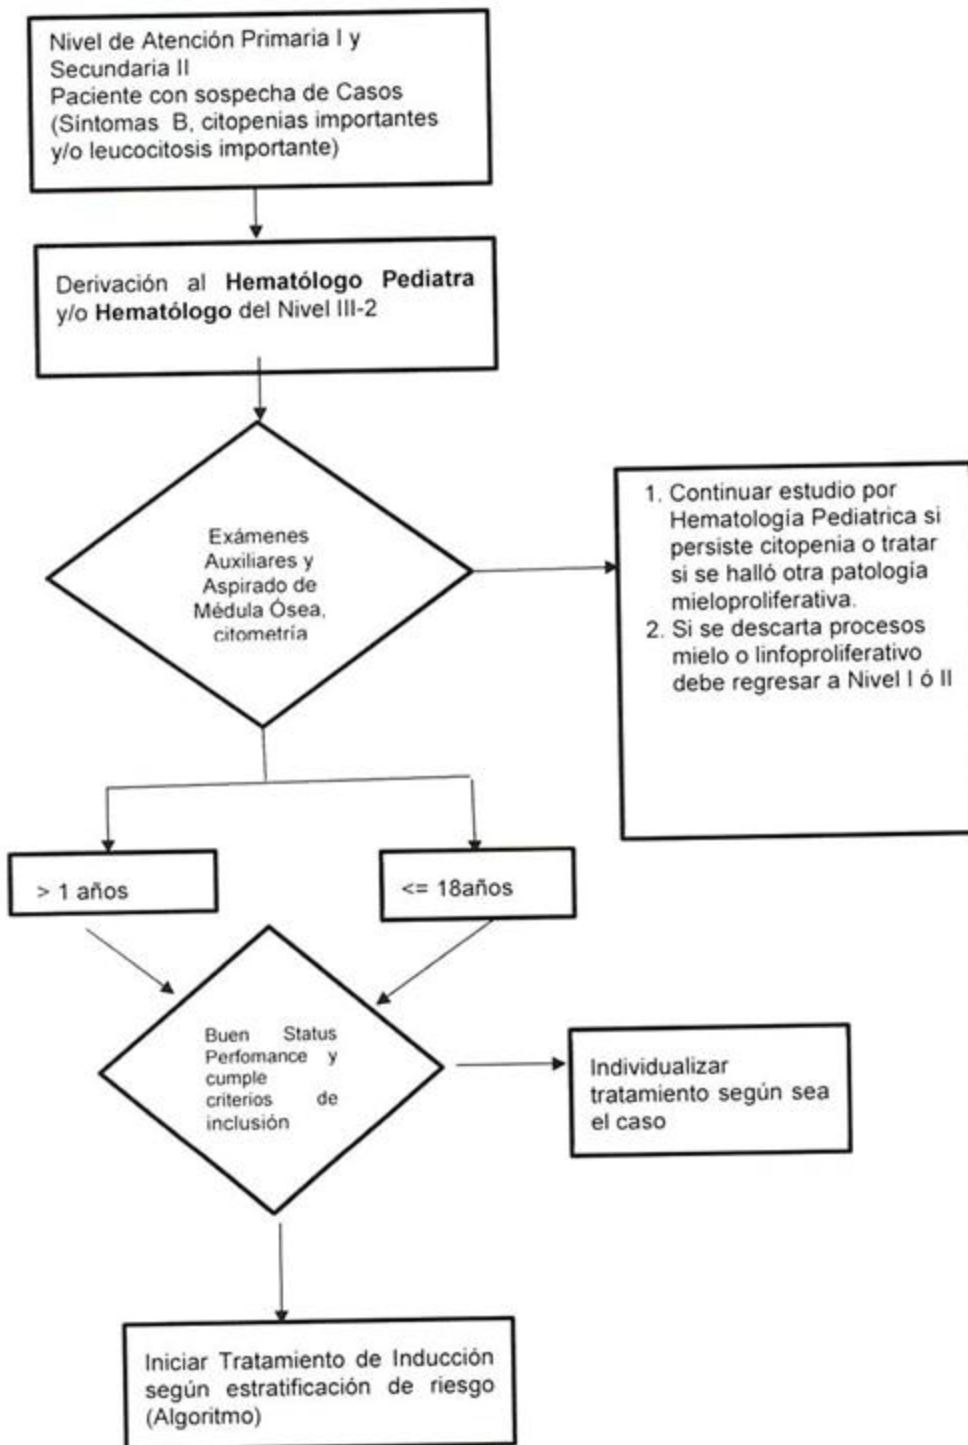 Nivel de Atención Primaria I y
Secundaria II
Paciente con sospecha de Casos
(Síntomas B, citopenias importantes
y/o leucocitosis importante)
Derivación al Hematólogo Pediatra
y/o Hematólogo del Nivel III-2
Exámenes
Auxiliares y
Aspirado de
Médula Ósea,
citometría
1. Continuar estudio por
Hematología Pediatrica si
persiste citopenia o tratar
si se halló otra patología
mieloproliferativa.
2. Si se descarta procesos
mielo o linfoproliferativo
debe regresar a Nivel I ó II
> 1 años
<= 18años
Buen Status
Perfomance y
cumple
criterios de
inclusión
Individualizar
tratamiento según sea
el caso
Iniciar Tratamiento de Inducción
según estratificación de riesgo
(Algoritmo)